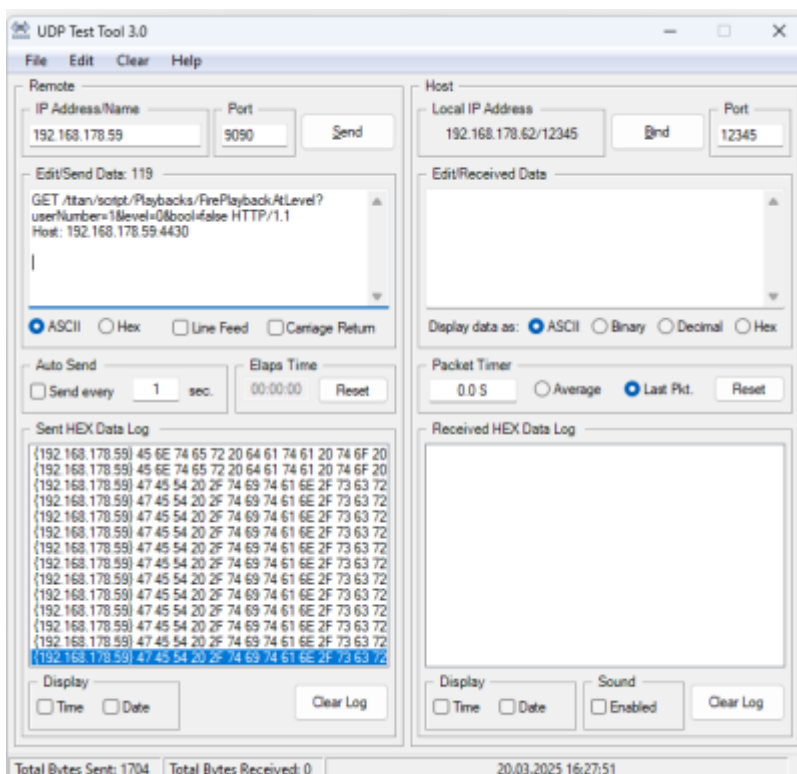 UDP Test Tool 3.0
File Edit Clear Help
Remote
IP Address/Name
Port
192.168.178.59
9090
Send
Edit/Send Data: 119
GET /titan/script/Playbacks/FirePlaybackAtLevel?
userNumber=1&level=0&bool=false HTTP/1.1
Host: 192.168.178.59:4430
ASCII Hex Line Feed Carriage Return
Auto Send
Send every 1 sec.
Elaps Time
00:00:00 Reset
Sent HEX Data Log
{192.168.178.59} 45 6E 74 65 72 20 64 61 74 61 20 74 6F 20
{192.168.178.59} 45 6E 74 65 72 20 64 61 74 61 20 74 6F 20
{192.168.178.59} 47 45 54 20 2F 74 69 74 61 6E 2F 73 63 72
{192.168.178.59} 47 45 54 20 2F 74 69 74 61 6E 2F 73 63 72
{192.168.178.59} 47 45 54 20 2F 74 69 74 61 6E 2F 73 63 72
{192.168.178.59} 47 45 54 20 2F 74 69 74 61 6E 2F 73 63 72
{192.168.178.59} 47 45 54 20 2F 74 69 74 61 6E 2F 73 63 72
{192.168.178.59} 47 45 54 20 2F 74 69 74 61 6E 2F 73 63 72
{192.168.178.59} 47 45 54 20 2F 74 69 74 61 6E 2F 73 63 72
{192.168.178.59} 47 45 54 20 2F 74 69 74 61 6E 2F 73 63 72
{192.168.178.59} 47 45 54 20 2F 74 69 74 61 6E 2F 73 63 72
{192.168.178.59} 47 45 54 20 2F 74 69 74 61 6E 2F 73 63 72
{192.168.178.59} 47 45 54 20 2F 74 69 74 61 6E 2F 73 63 72
{192.168.178.59} 47 45 54 20 2F 74 69 74 61 6E 2F 73 63 72
Display
Time Date
Clear Log
Host
Local IP Address
192.168.178.62/12345
Bind
Port
12345
Edit/Received Data
Display data as: ASCII Binary Decimal Hex
Packet Timer
0.0 S Average Last Pkt. Reset
Received HEX Data Log
Display
Time Date
Sound
Enabled
Clear Log
Total Bytes Sent: 1704 Total Bytes Received: 0 20.03.2025 16:27:51